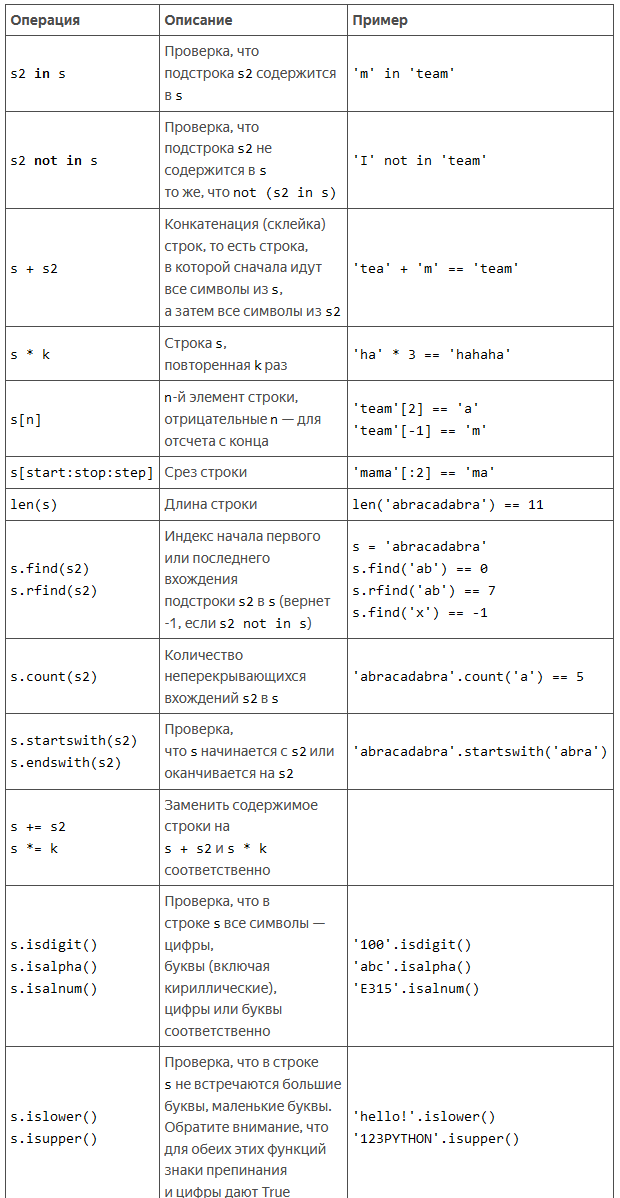 Операция Описание Пример
s2 in s
Проверка, что
подстрока s2 содержится
в s
'm' in 'team'
s2 not in s
Проверка, что
подстрока s2 не
содержится в s
то же, что not (s2 in s)
'I' not in 'team'
s + s2
Конкатенация (склейка)
строк, то есть строка,
в которой сначала идут
все символы из s,
а затем все символы из s2
'tea' + 'm' == 'team'
s * k
Строка s,
повторенная k раз
'ha' * 3 == 'hahaha'
s[n]
n-й элемент строки,
отрицательные n — для
отсчета с конца
'team'[2] == 'a'
'team'[-1] == 'm'
s[start:stop:step]
Срез строки
'mama'[:2] == 'ma'
len(s)
Длина строки
len('abracadabra') == 11
s.find(s2)
s.rfind(s2)
Индекс начала первого
или последнего
вхождения
подстроки s2 в s (вернет
-1, если s2 not in s)
s = 'abracadabra'
s.find('ab') == 0
s.rfind('ab') == 7
s.find('x') == -1
s.count(s2)
Количество
неперекрывающихся
вхождений s2 в s
'abracadabra'.count('a') == 5
s.startswith(s2)
s.endswith(s2)
Проверка,
что s начинается с s2 или
оканчивается на s2
'abracadabra'.startswith('abra')
s += s2
s *= k
Заменить содержимое
строки на
s + s2 и s * k
соответственно
s.isdigit()
s.isalpha()
s.isalnum()
Проверка, что в
строке s все символы —
цифры,
буквы (включая
кириллические),
цифры или буквы
соответственно
'100'.isdigit()
'abc'.isalpha()
'E315'.isalnum()
s.islower()
s.isupper()
Проверка, что в строке
s не встречаются большие
буквы, маленькие буквы.
Обратите внимание, что
для обеих этих функций
знаки препинания
и цифры дают True
'hello!'.islower()
'123PYTHON'.isupper()